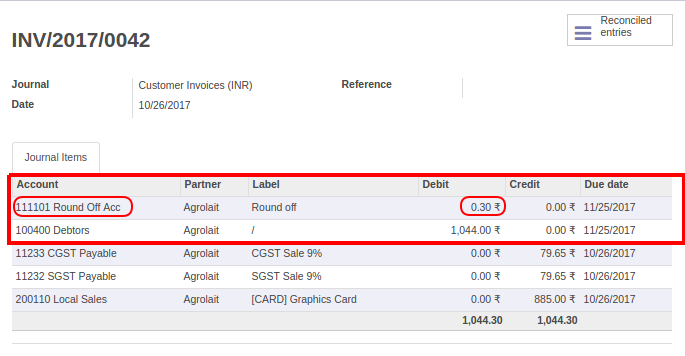 Reconciled
entries
INV/2017/0042
Journal Customer Invoices (INR) Reference
Date 10/26/2017
Journal Items
Account Partner Label Debit Credit Due date
111101 Round Off Acc Agrolait Round off 0.30 ₹ 0.00 ₹ 11/25/2017
100400 Debtors Agrolait / 1,044.00 ₹ 0.00 ₹ 11/25/2017
11233 CGST Payable Agrolait CGST Sale 9% 0.00 ₹ 79.65 ₹ 10/26/2017
11232 SGST Payable Agrolait SGST Sale 9% 0.00 ₹ 79.65 ₹ 10/26/2017
200110 Local Sales Agrolait [CARD] Graphics Card 0.00 ₹ 885.00 ₹ 10/26/2017
1,044.30 1,044.30